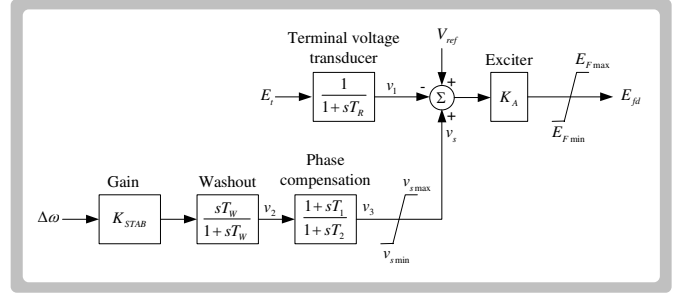 Terminal voltage
transducer
V_ref
Exciter
E_Fmax
E_t
1
1 + sT_R
v_1
-
+
Σ
+
K_A
E_fd
E_Fmin
v_s
Gain
Washout
Phase
compensation
v_smax
Δω
K_STAB
sT_W
1 + sT_W
v_2
1 + sT_1
1 + sT_2
v_3
v_smin